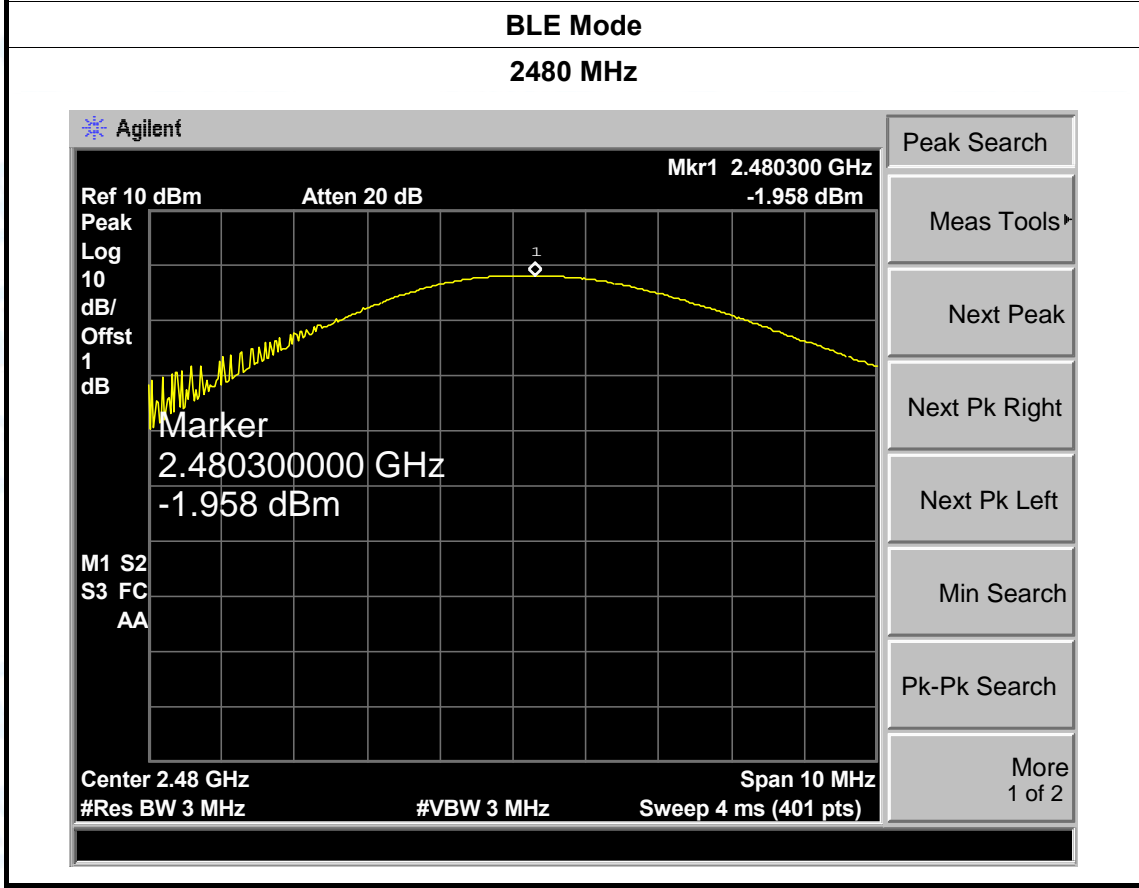 BLE Mode
2480 MHz
Agilent
Peak Search
Mkr1 2.480300 GHz
Ref 10 dBm Atten 20 dB -1.958 dBm
Peak
Log
10
dB/
Offst
1
dB
1
Marker
2.480300000 GHz
-1.958 dBm
M1 S2
S3 FC
AA
Center 2.48 GHz Span 10 MHz
#Res BW 3 MHz #VBW 3 MHz Sweep 4 ms (401 pts)
Meas Tools
Next Peak
Next Pk Right
Next Pk Left
Min Search
Pk-Pk Search
More
1 of 2